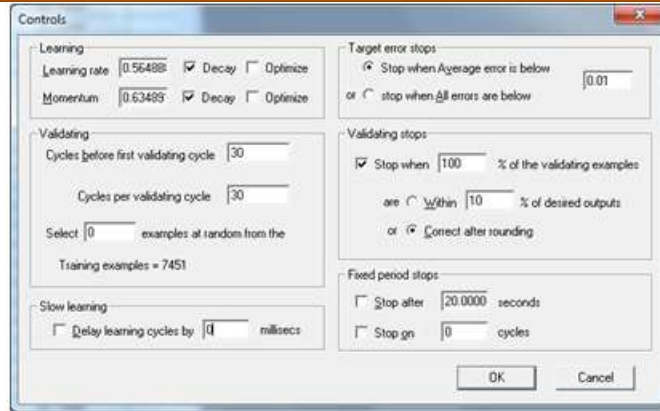 Controls
Learning
Learning rate 0.56488 Decay Optimize
Momentum 0.63489 Decay Optimize
Validating
Cycles before first validating cycle 30
Cycles per validating cycle 30
Select 0 examples at random from the
Training examples = 7451
Slow learning
Delay learning cycles by 0 millisecs
Target error stops
Stop when Average error is below
0.01
or stop when All errors are below
Validating stops
Stop when 100 % of the validating examples
are Within 10 % of desired outputs
or Correct after rounding
Fixed period stops
Stop after 20.0000 seconds
Stop on 0 cycles
OK Cancel